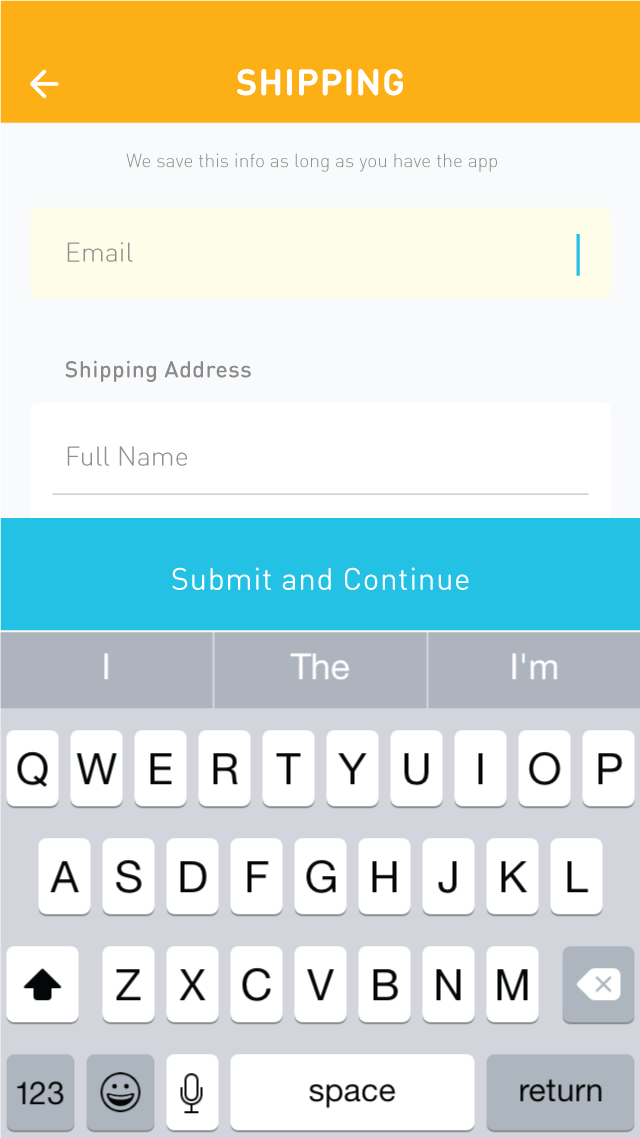 SHIPPING
We save this info as long as you have the app
Email
Shipping Address
Full Name
Submit and Continue
I The I'm
Q W E R T Y U I O P
A S D F G H J K L
Z X C V B N M
123 space return